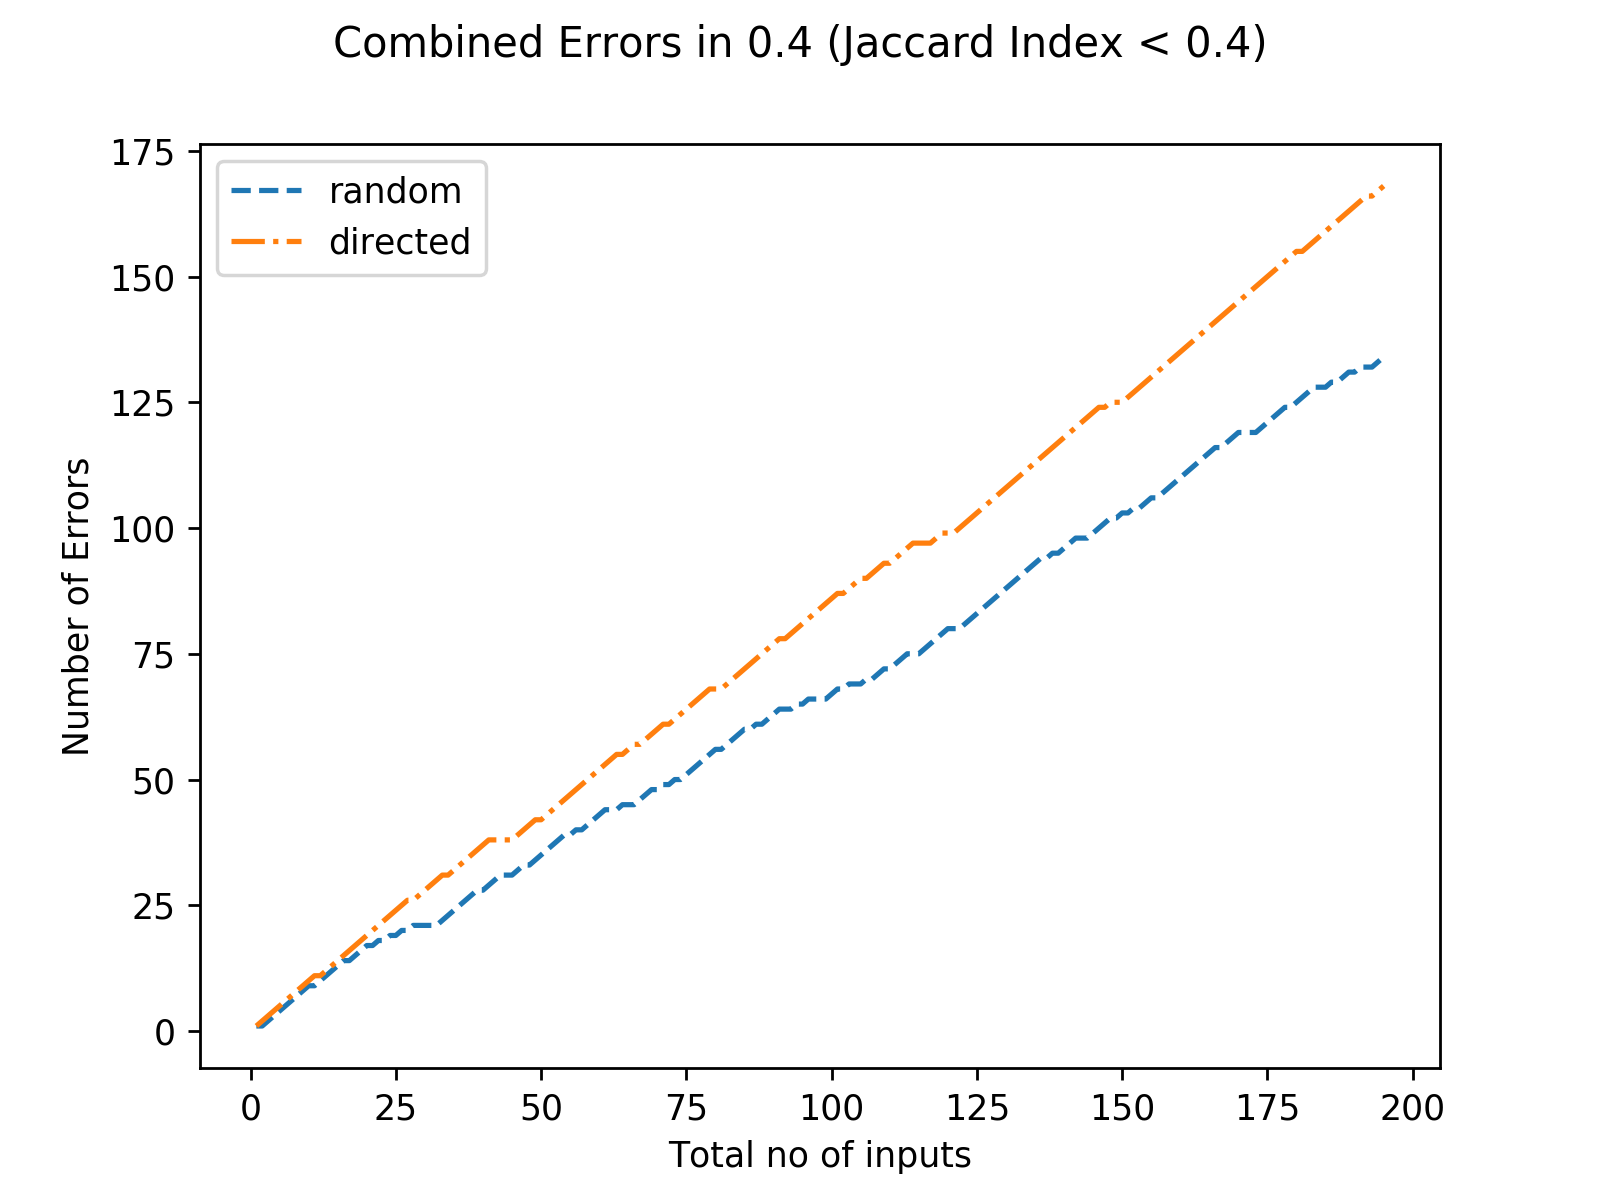 Combined Errors in 0.4 (Jaccard Index < 0.4)
175
150
125
100
75
50
25
0
Number of Errors
random
directed
0 25 50 75 100 125 150 175 200
Total no of inputs